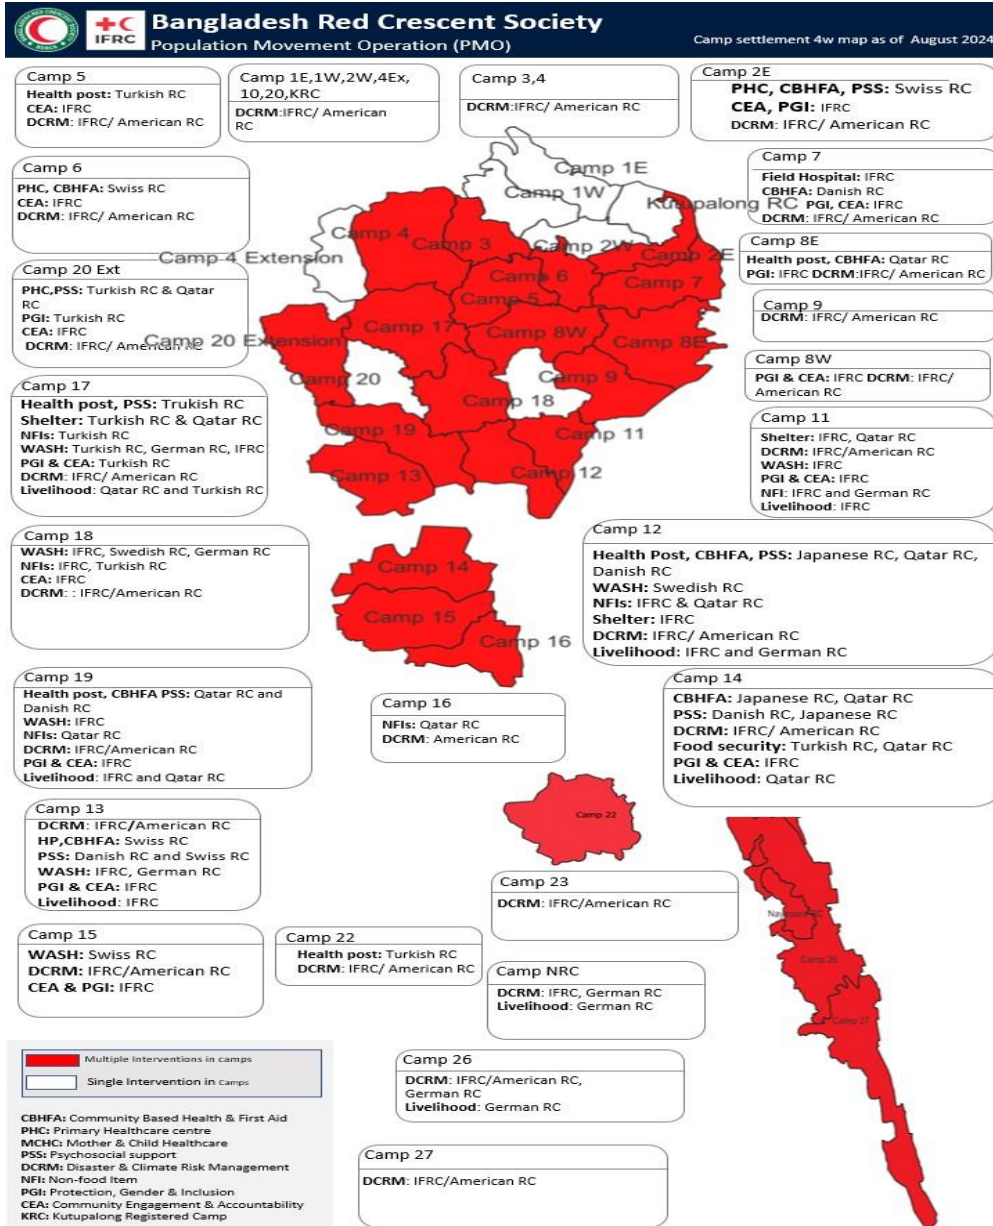 Bangladesh Red Crescent Society
IFRC
Population Movement Operation (PMO)
Camp settlement 4w map as of August 2024
Camp 5
Health post: Turkish RC
CEA: IFRC
DCRM: IFRC/ American RC
Camp 1E,1W,2W,4Ex,
10,20,KRC
DCRM:IFRC/ American
RC
Camp 3,4
DCRM:IFRC/ American RC
Camp 2E
PHC, CBHFA, PSS: Swiss RC
CEA, PGI: IFRC
DCRM: IFRC/ American RC
Camp 6
PHC, CBHFA: Swiss RC
CEA: IFRC
DCRM: IFRC/ American RC
Camp 7
Field Hospital: IFRC
CBHFA: Danish RC
PGI, CEA: IFRC
DCRM: IFRC/ American RC
Camp 20 Ext
PHC,PSS: Turkish RC & Qatar
RC
PGI: Turkish RC
CEA: IFRC
DCRM: IFRC/ American RC
Camp 8E
Health post, CBHFA: Qatar RC
PGI: IFRC DCRM:IFRC/ American RC
Camp 9
DCRM: IFRC/ American RC
Camp 8W
PGI & CEA: IFRC DCRM: IFRC/
American RC
Camp 17
Health post, PSS: Trukish RC
Shelter: Turkish RC & Qatar RC
NFIs: Turkish RC
WASH: Turkish RC, German RC, IFRC
PGI & CEA: Turkish RC
DCRM: IFRC/ American RC
Livelihood: Qatar RC and Turkish RC
Camp 11
Shelter: IFRC, Qatar RC
DCRM: IFRC/American RC
WASH: IFRC
PGI & CEA: IFRC
NFI: IFRC and German RC
Livelihood: IFRC
Camp 1E
Camp 1W
Kutupalong RC
Camp 4
Camp 3
Camp 2W
Camp 2E
Camp 4 Extension
Camp 6
Camp 7
Camp 5
Camp 17
Camp 8W
Camp 8E
Camp 20 Extension
Camp 20
Camp 9
Camp 18
Camp 19
Camp 11
Camp 13
Camp 12
Camp 14
Camp 15
Camp 16
Camp 18
WASH: IFRC, Swedish RC, German RC
NFIs: IFRC, Turkish RC
CEA: IFRC
DCRM: : IFRC/American RC
Camp 12
Health Post, CBHFA, PSS: Japanese RC, Qatar RC,
Danish RC
WASH: Swedish RC
NFIs: IFRC & Qatar RC
Shelter: IFRC
DCRM: IFRC/ American RC
Livelihood: IFRC and German RC
Camp 19
Health post, CBHFA PSS: Qatar RC and
Danish RC
WASH: IFRC
NFIs: Qatar RC
DCRM: IFRC/American RC
PGI & CEA: IFRC
Livelihood: IFRC and Qatar RC
Camp 16
NFIs: Qatar RC
DCRM: American RC
Camp 14
CBHFA: Japanese RC, Qatar RC
PSS: Danish RC, Japanese RC
DCRM: IFRC/ American RC
Food security: Turkish RC, Qatar RC
PGI & CEA: IFRC
Livelihood: Qatar RC
Camp 13
DCRM: IFRC/American RC
HP,CBHFA: Swiss RC
PSS: Danish RC and Swiss RC
WASH: IFRC, German RC
PGI & CEA: IFRC
Livelihood: IFRC
Camp 22
Camp 23
DCRM: IFRC/American RC
Camp 26
Camp 27
Camp 15
WASH: Swiss RC
DCRM: IFRC/American RC
CEA & PGI: IFRC
Camp 22
Health post: Turkish RC
DCRM: IFRC/ American RC
Camp NRC
DCRM: IFRC, German RC
Livelihood: German RC
Camp 26
DCRM: IFRC/American RC,
German RC
Livelihood: German RC
Camp 27
DCRM: IFRC/American RC
Multiple Interventions in camps
Single Intervention in Camps
CBHFA: Community Based Health & First Aid
PHC: Primary Healthcare centre
MCHC: Mother & Child Healthcare
PSS: Psychosocial support
DCRM: Disaster & Climate Risk Management
NFI: Non-food Item
PGI: Protection, Gender & Inclusion
CEA: Community Engagement & Accountability
KRC: Kutupalong Registered Camp